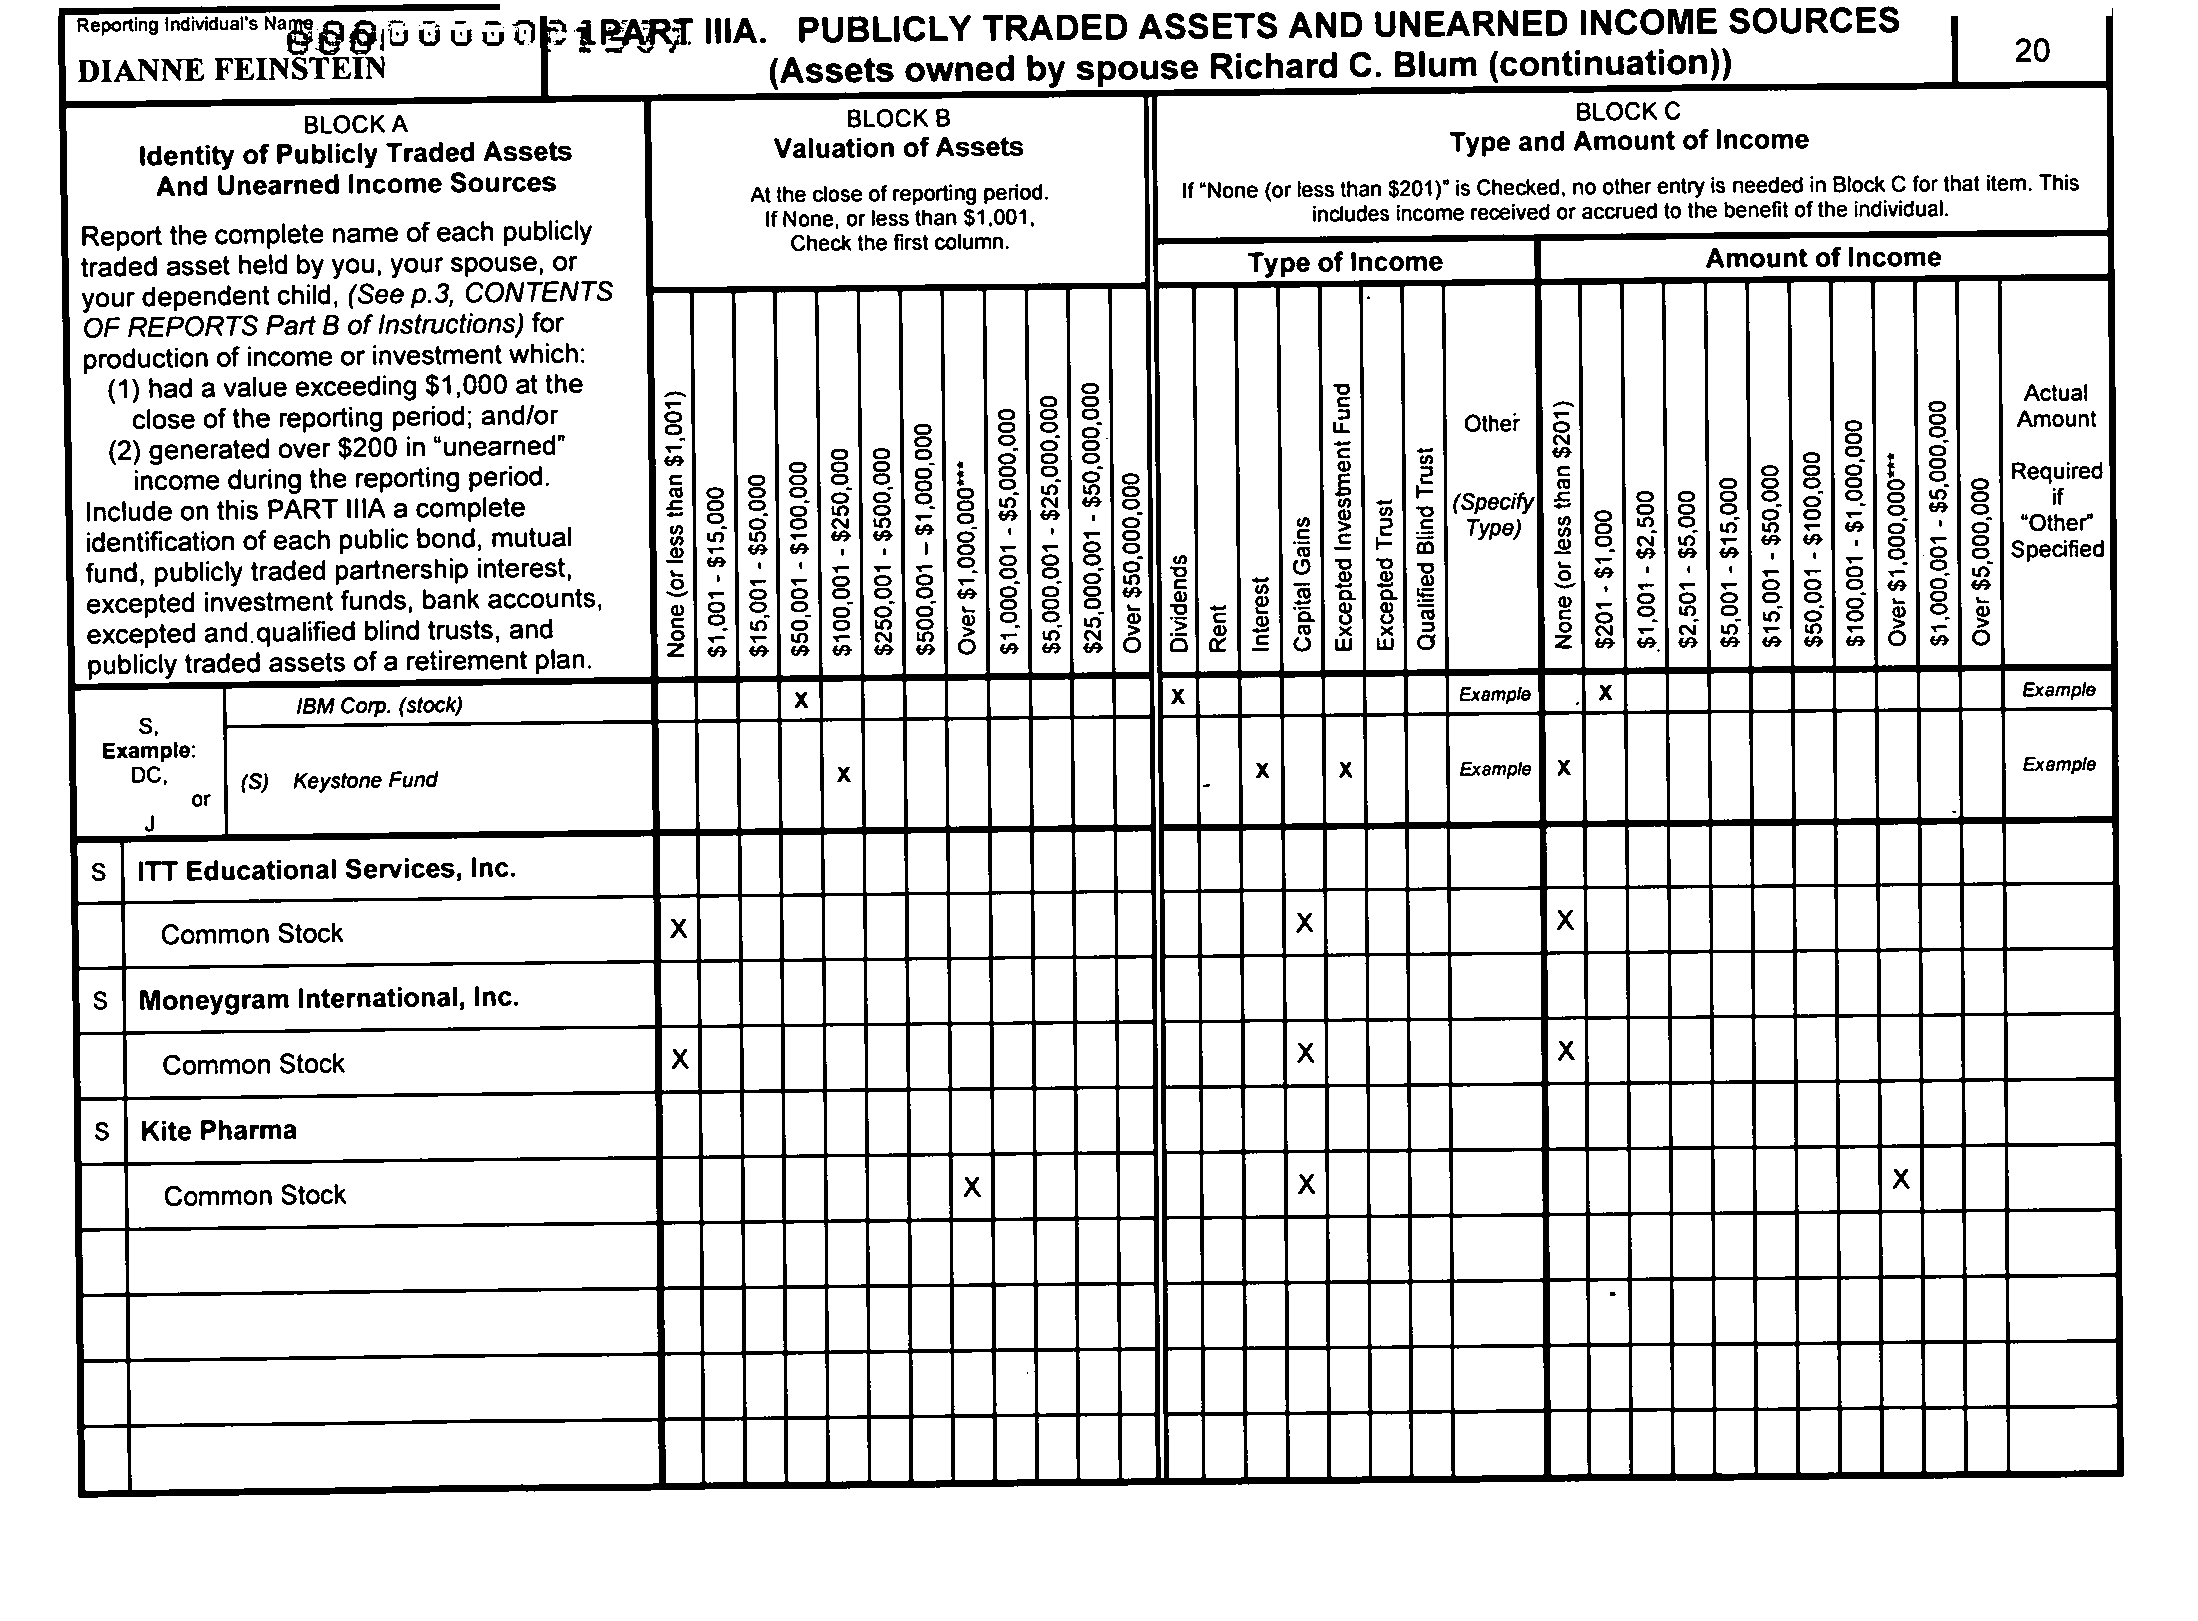 Reporting Individual's Name
DIANNE FEINSTEIN
PART IIIA. PUBLICLY TRADED ASSETS AND UNEARNED INCOME SOURCES
(Assets owned by spouse Richard C. Blum (continuation))
20
BLOCK A
Identity of Publicly Traded Assets
And Unearned Income Sources
Report the complete name of each publicly
traded asset held by you, your spouse, or
your dependent child, (See p.3, CONTENTS
OF REPORTS Part B of Instructions) for
production of income or investment which:
(1) had a value exceeding $1,000 at the
close of the reporting period; and/or
(2) generated over $200 in "unearned"
income during the reporting period.
Include on this PART IIIA a complete
identification of each public bond, mutual
fund, publicly traded partnership interest,
excepted investment funds, bank accounts,
excepted and qualified blind trusts, and
publicly traded assets of a retirement plan.
BLOCK B
Valuation of Assets
At the close of reporting period.
If None, or less than $1,001,
Check the first column.
None (or less than $1,001)
$1,001 - $15,000
$15,001 - $50,000
$50,001 - $100,000
$100,001 - $250,000
$250,001 - $500,000
$500,001 – $1,000,000
Over $1,000,000***
$1,000,001 - $5,000,000
$5,000,001 - $25,000,000
$25,000,001 - $50,000,000
Over $50,000,000
BLOCK C
Type and Amount of Income
If "None (or less than $201)" is Checked, no other entry is needed in Block C for that item. This
includes income received or accrued to the benefit of the individual.
Type of Income
Dividends
Rent
Interest
Capital Gains
Excepted Investment Fund
Excepted Trust
Qualified Blind Trust
Other
(Specify
Type)
Amount of Income
None (or less than $201)
$201 - $1,000
$1,001 - $2,500
$2,501 - $5,000
$5,001 - $15,000
$15,001 - $50,000
$50,001 - $100,000
$100,001 - $1,000,000
Over $1,000,000***
$1,000,001 - $5,000,000
Over $5,000,000
Actual
Amount
Required
if
"Other"
Specified
S,
Example:
DC,
or
J
IBM Corp. (stock) X X Example X Example
(S) Keystone Fund X X X Example X Example
S ITT Educational Services, Inc.
Common Stock X X X
S Moneygram International, Inc.
Common Stock X X X
S Kite Pharma
Common Stock X X X